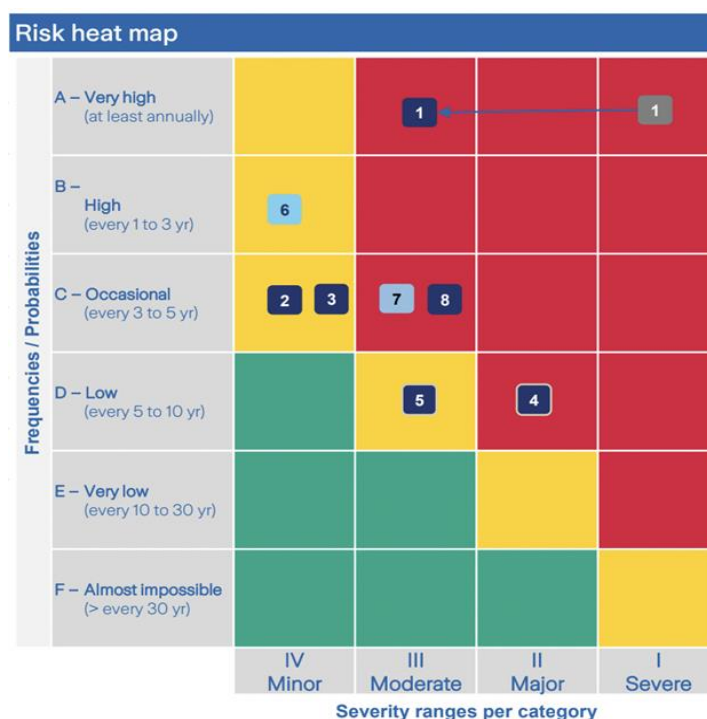 Risk heat map
Frequencies / Probabilities
A – Very high
(at least annually)
1
1
B –
High
(every 1 to 3 yr)
6
C – Occasional
(every 3 to 5 yr)
2
3
7
8
D – Low
(every 5 to 10 yr)
5
4
E – Very low
(every 10 to 30 yr)
F – Almost impossible
(> every 30 yr)
IV
Minor
III
Moderate
II
Major
I
Severe
Severity ranges per category